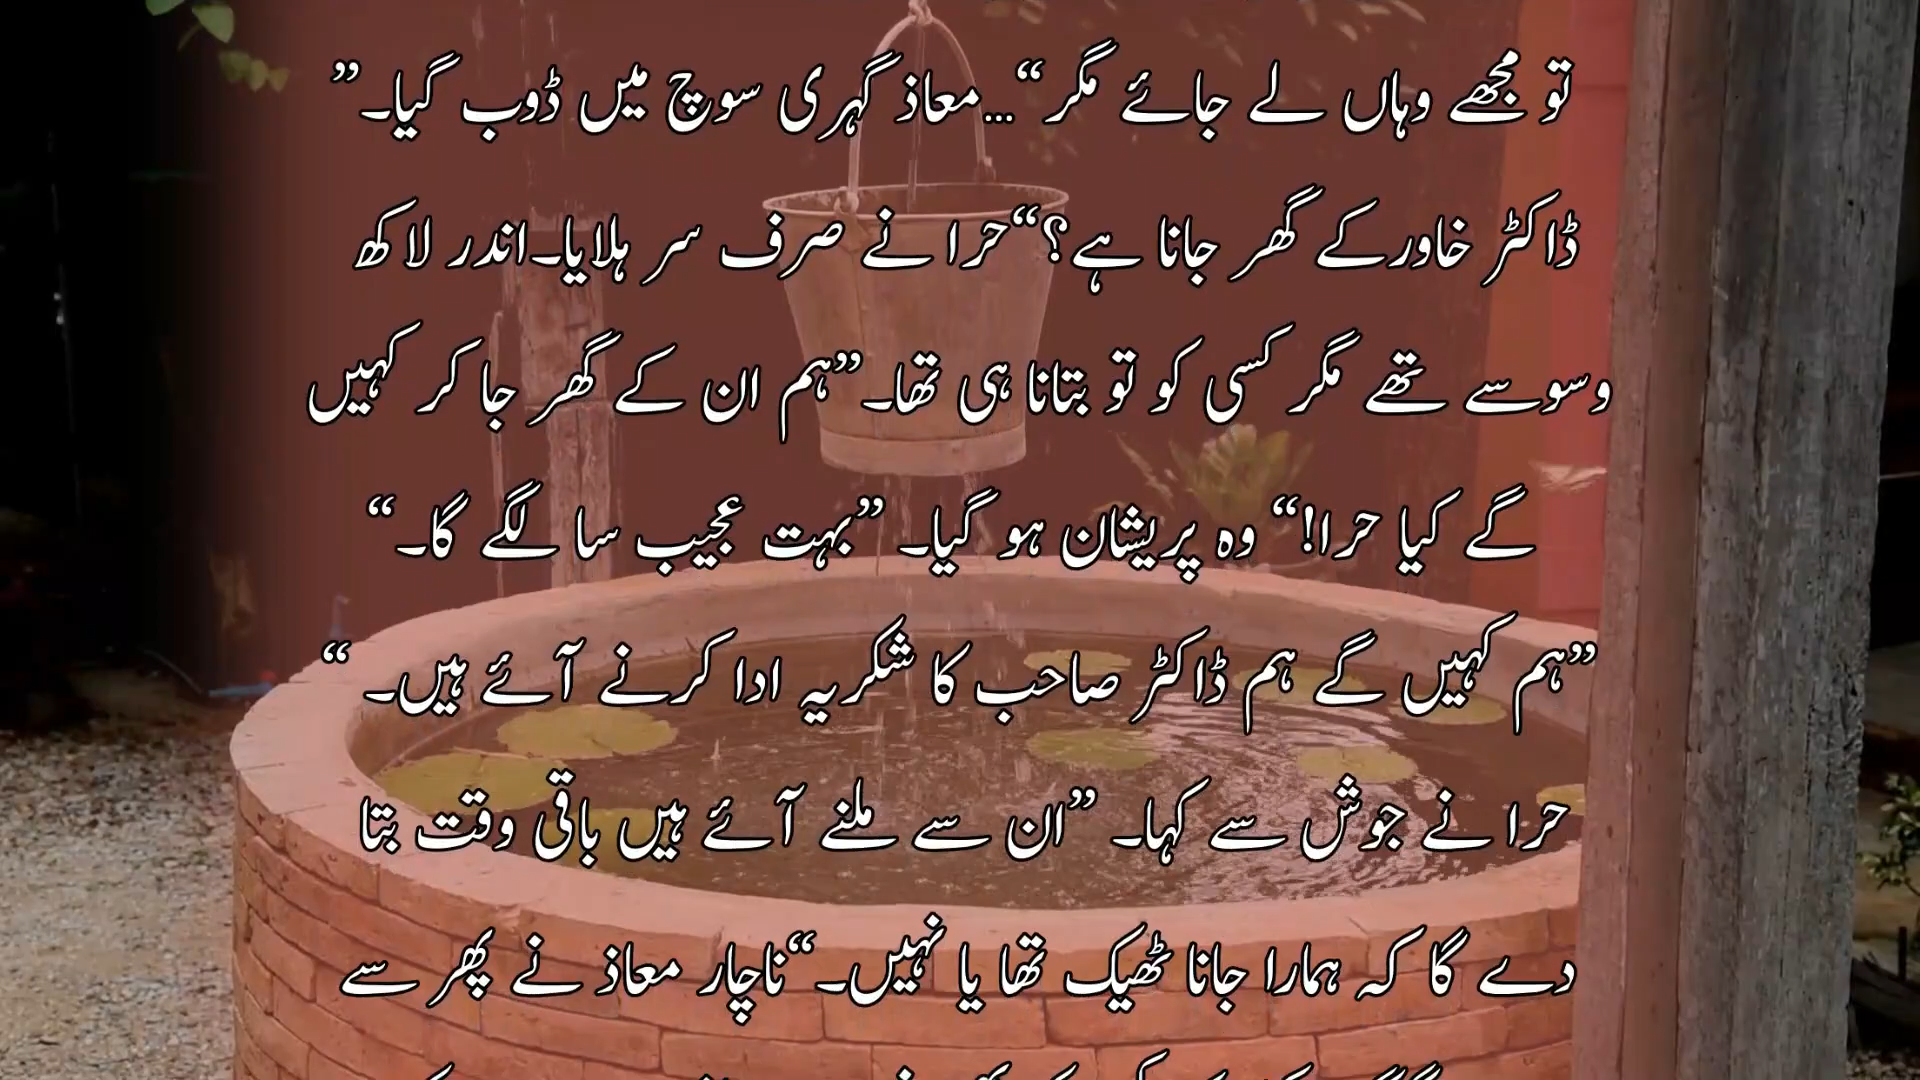 تو مجھے وہاں لے جائے مگر“...معاذ گہری سوچ میں ڈوب گیا۔”
ڈاکٹر خاورکے گھر جانا ہے؟“حرا نے صرف سر ہلایا۔اندر لاکھ
وسوسے تھے مگر کسی کو تو بتانا ہی تھا۔”ہم ان کے گھر جا کر کہیں
گے کیا حرا!“ وہ پریشان ہو گیا۔ ”بہت عجیب سا لگے گا۔“
”ہم کہیں گے ہم ڈاکٹر صاحب کا شکریہ ادا کرنے آئے ہیں۔“
حرا نے جوش سے کہا۔ ”ان سے ملنے آئے ہیں باقی وقت بتا
دے گا کہ ہمارا جانا ٹھیک تھا یا نہیں۔“ناچار معاذ نے پھر سے